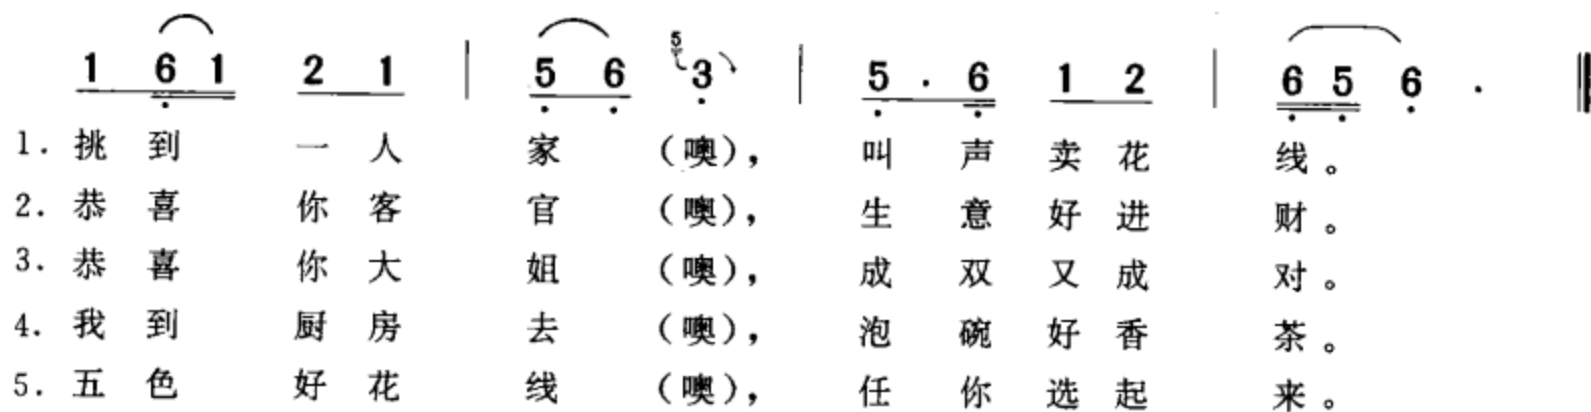 1 6 1 2 1 | 5 6 5 3 | 5 . 6 1 2 | 6 5 6 .
1. 挑 到 一 人 家 （噢）， 叫 声 卖 花 线 。
2. 恭 喜 你 客 官 （噢）， 生 意 好 进 财 。
3. 恭 喜 你 大 姐 （噢）， 成 双 又 成 对 。
4. 我 到 厨 房 去 （噢）， 泡 碗 好 香 茶 。
5. 五 色 好 花 线 （噢）， 任 你 选 起 来 。